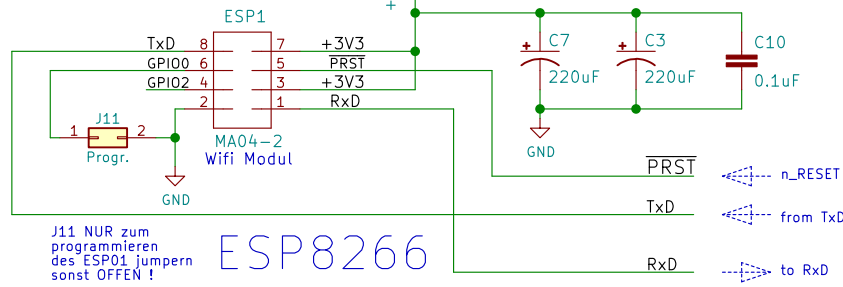 ESP1
+
TxD 8 7 +3V3
GPIO0 6 5 PRST
GPIO2 4 3 +3V3
2 1 RxD
MA04-2
Wifi Modul
J11
1 2
Progr.
GND
+ C7
220uF
+ C3
220uF
C10
0.1uF
GND
PRST n_RESET
TxD from TxD
RxD to RxD
J11 NUR zum
programmieren
des ESP01 jumpern
sonst OFFEN !
ESP8266